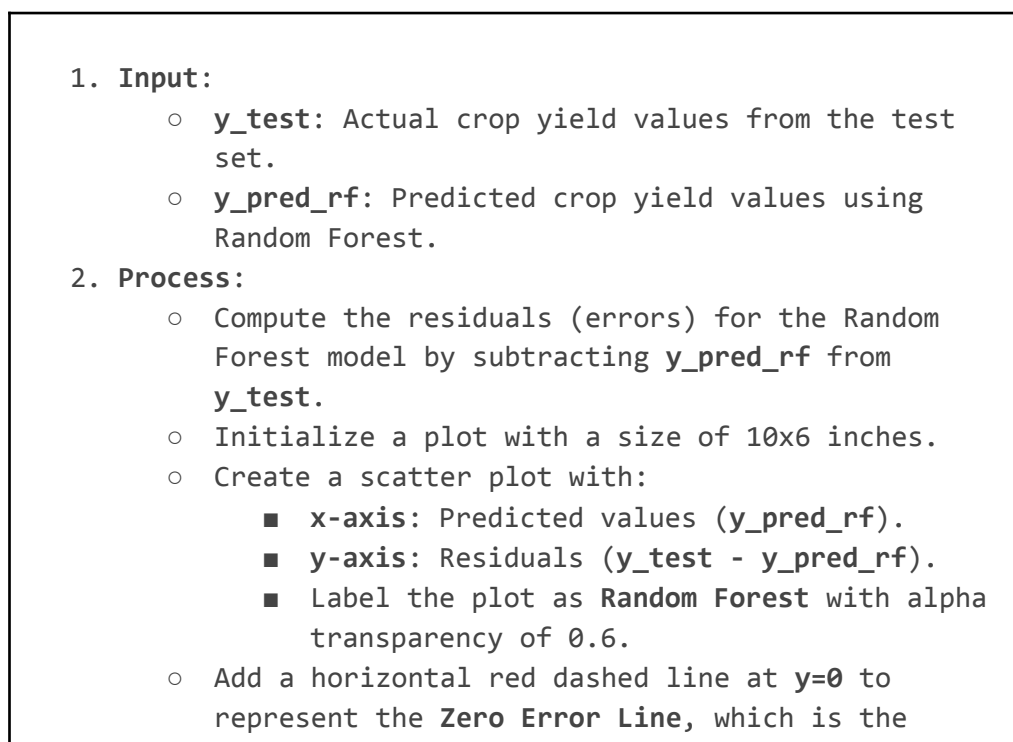 1. Input:
○ y_test: Actual crop yield values from the test
set.
○ y_pred_rf: Predicted crop yield values using
Random Forest.
2. Process:
○ Compute the residuals (errors) for the Random
Forest model by subtracting y_pred_rf from
y_test.
○ Initialize a plot with a size of 10x6 inches.
○ Create a scatter plot with:
■ x-axis: Predicted values (y_pred_rf).
■ y-axis: Residuals (y_test - y_pred_rf).
■ Label the plot as Random Forest with alpha
transparency of 0.6.
○ Add a horizontal red dashed line at y=0 to
represent the Zero Error Line, which is the